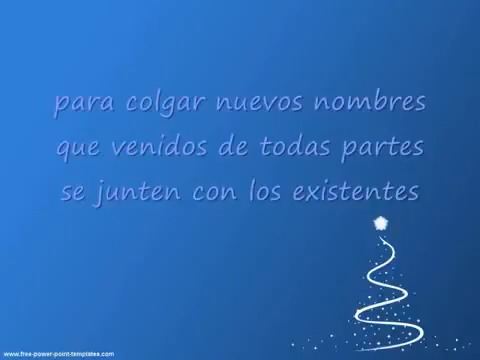 para colgar nuevos nombres
que venidos de todas partes
se junten con los existentes
www.free-power-point-templates.com